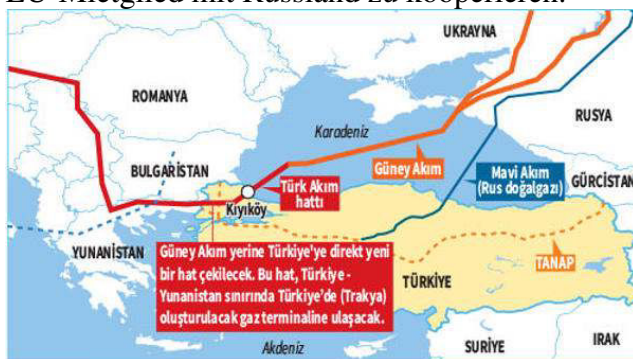 EU-Mietglied mit Russland zu kooperieren.
UKRAYNA
ROMANYA
RUSYA
Karadeniz
BULGARİSTAN
Güney Akım
Mavi Akım
(Rus doğalgazı)
GÜRCİSTAN
Türk Akım
hattı
Kıyıköy
YUNANİSTAN
Güney Akım yerine Türkiye'ye direkt yeni
bir hat çekilecek. Bu hat, Türkiye -
Yunanistan sınırında Türkiye'de (Trakya)
oluşturulacak gaz terminaline ulaşacak.
TANAP
TÜRKİYE
Akdeniz
SURİYE
IRAK